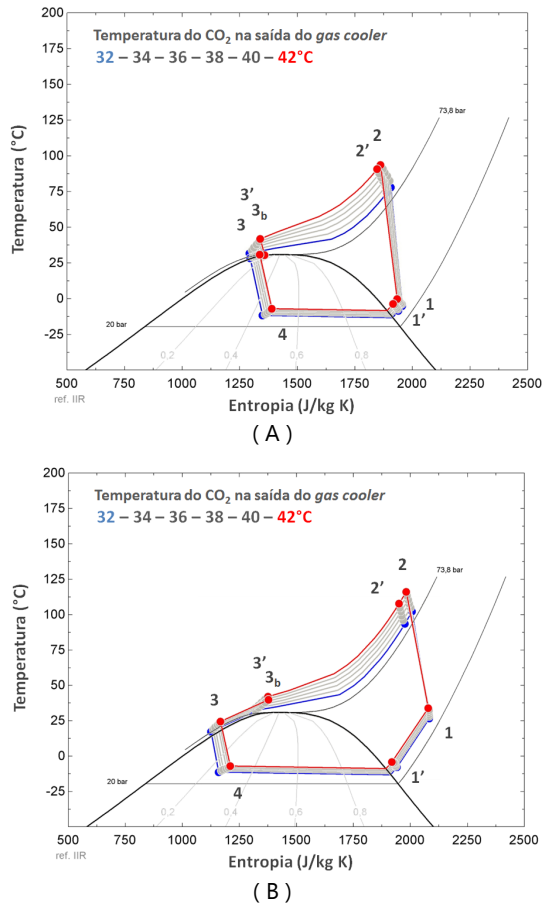 200
175
150
125
100
75
50
25
0
-25
Temperatura (°C)
Temperatura do CO2 na saída do gas cooler
32 – 34 – 36 – 38 – 40 – 42°C
73,8 bar
2
2’
3’
3b
3
1
1’
4
20 bar
0,2
0,4
0,6
0,8
500 750 1000 1250 1500 1750 2000 2250 2500
ref. IIR
Entropia (J/kg K)
( A )
200
175
150
125
100
75
50
25
0
-25
Temperatura (°C)
Temperatura do CO2 na saída do gas cooler
32 – 34 – 36 – 38 – 40 – 42°C
73,8 bar
2
2’
3’
3b
3
1
1’
4
20 bar
0,2
0,4
0,6
0,8
500 750 1000 1250 1500 1750 2000 2250 2500
ref. IIR
Entropia (J/kg K)
( B )